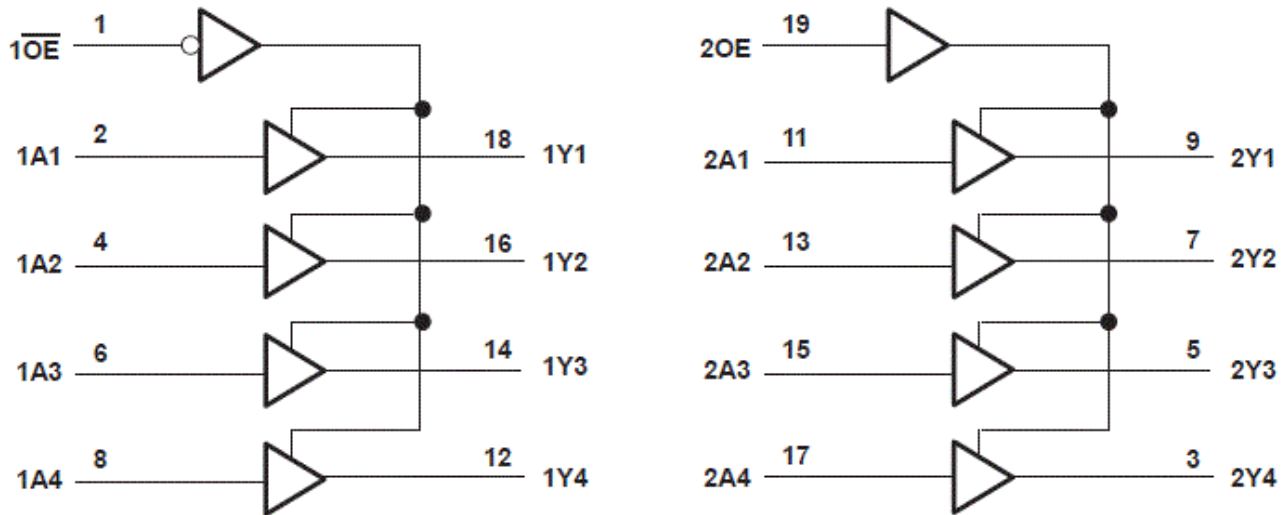 1 19
1O̅E̅ 2OE
2 18 11 9
1A1 1Y1 2A1 2Y1
4 16 13 7
1A2 1Y2 2A2 2Y2
6 14 15 5
1A3 1Y3 2A3 2Y3
8 12 17 3
1A4 1Y4 2A4 2Y4